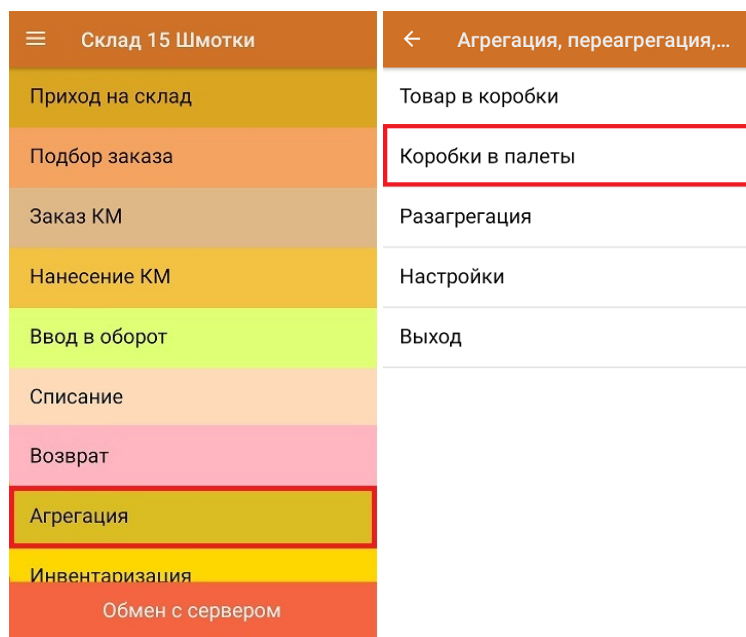 Склад 15 Шмотки
Приход на склад
Подбор заказа
Заказ КМ
Нанесение КМ
Ввод в оборот
Списание
Возврат
Агрегация
Инвентаризация
Обмен с сервером
Агрегация, переагрегация,...
Товар в коробки
Коробки в палеты
Разагрегация
Настройки
Выход